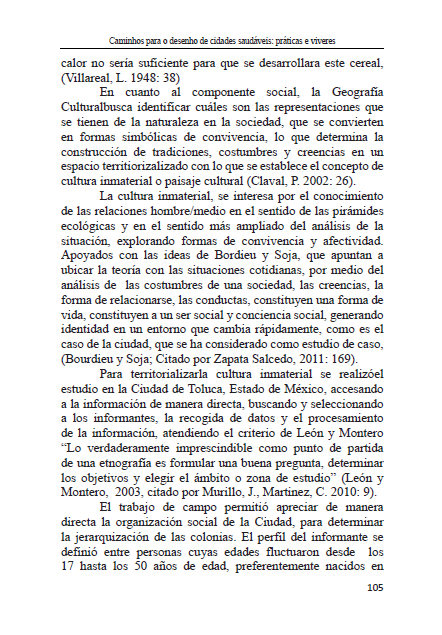 Caminhos para o desenho de cidades saudáveis: práticas e viveres
calor no sería suficiente para que se desarrollara este cereal,
(Villareal, L. 1948: 38)
En cuanto al componente social, la Geografía
Culturalbusca identificar cuáles son las representaciones que
se tienen de la naturaleza en la sociedad, que se convierten
en formas simbólicas de convivencia, lo que determina la
construcción de tradiciones, costumbres y creencias en un
espacio territiorizalizado con lo que se establece el concepto de
cultura inmaterial o paisaje cultural (Claval, P. 2002: 26).
La cultura inmaterial, se interesa por el conocimiento
de las relaciones hombre/medio en el sentido de las pirámides
ecológicas y en el sentido más ampliado del análisis de la
situación, explorando formas de convivencia y afectividad.
Apoyados con las ideas de Bordieu y Soja, que apuntan a
ubicar la teoría con las situaciones cotidianas, por medio del
análisis de las costumbres de una sociedad, las creencias, la
forma de relacionarse, las conductas, constituyen una forma de
vida, constituyen a un ser social y conciencia social, generando
identidad en un entorno que cambia rápidamente, como es el
caso de la ciudad, que se ha considerado como estudio de caso,
(Bourdieu y Soja; Citado por Zapata Salcedo, 2011: 169).
Para territorializarla cultura inmaterial se realizóel
estudio en la Ciudad de Toluca, Estado de México, accesando
a la información de manera directa, buscando y seleccionando
a los informantes, la recogida de datos y el procesamiento
de la información, atendiendo el criterio de León y Montero
“Lo verdaderamente imprescindible como punto de partida
de una etnografía es formular una buena pregunta, determinar
los objetivos y elegir el ámbito o zona de estudio” (León y
Montero, 2003, citado por Murillo, J., Martinez, C. 2010: 9).
El trabajo de campo permitió apreciar de manera
directa la organización social de la Ciudad, para determinar
la jerarquización de las colonias. El perfil del informante se
definió entre personas cuyas edades fluctuaron desde los
17 hasta los 50 años de edad, preferentemente nacidos en
105